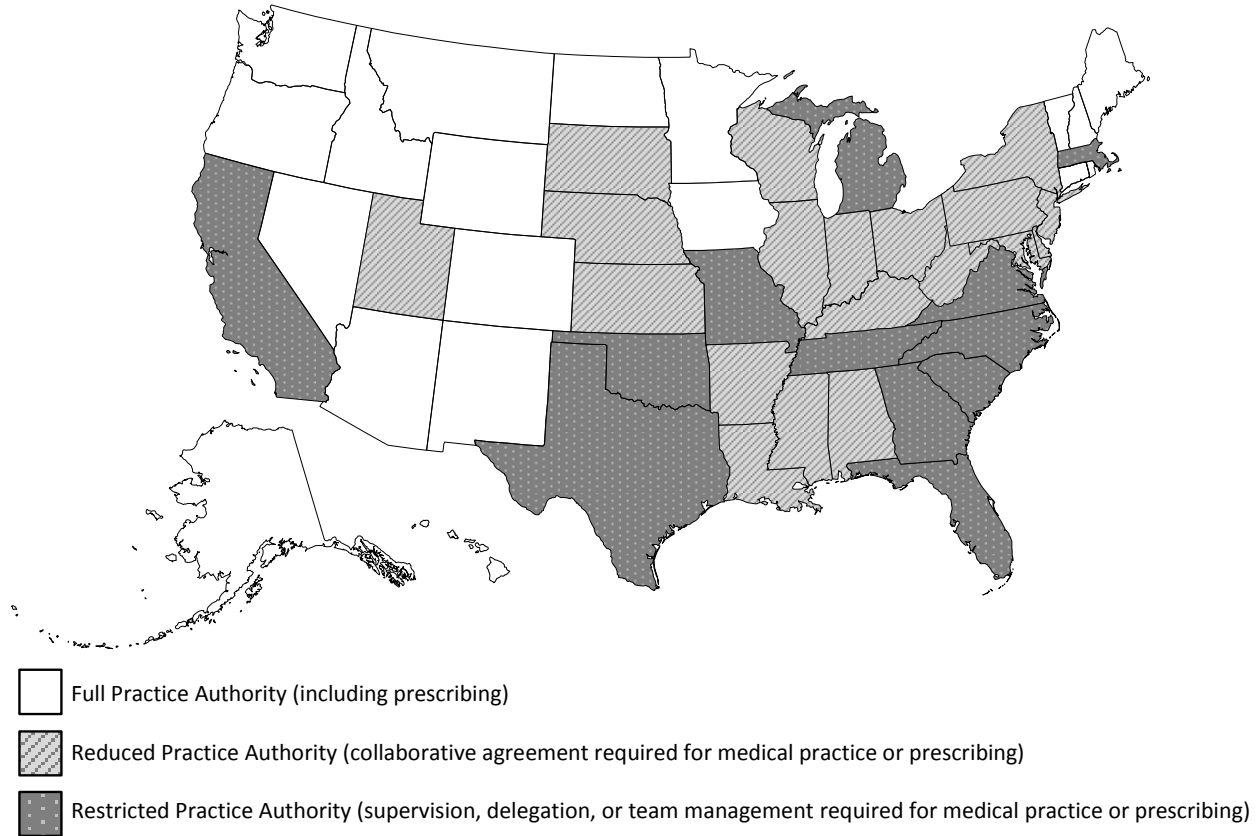 Full Practice Authority (including prescribing)
Reduced Practice Authority (collaborative agreement required for medical practice or prescribing)
Restricted Practice Authority (supervision, delegation, or team management required for medical practice or prescribing)